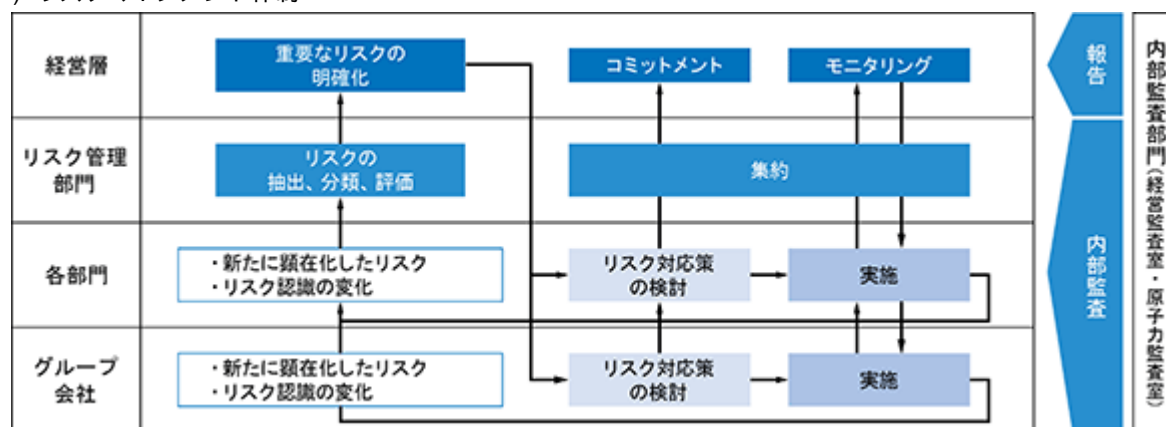 経営層
重要なリスクの
明確化
コミットメント
モニタリング
報告
リスク管理
部門
リスクの
抽出、分類、評価
集約
各部門
・新たに顕在化したリスク
・リスク認識の変化
リスク対応策
の検討
実施
内部監査
グループ
会社
・新たに顕在化したリスク
・リスク認識の変化
リスク対応策
の検討
実施
内部監査部門(経営監査室・原子力監査室)